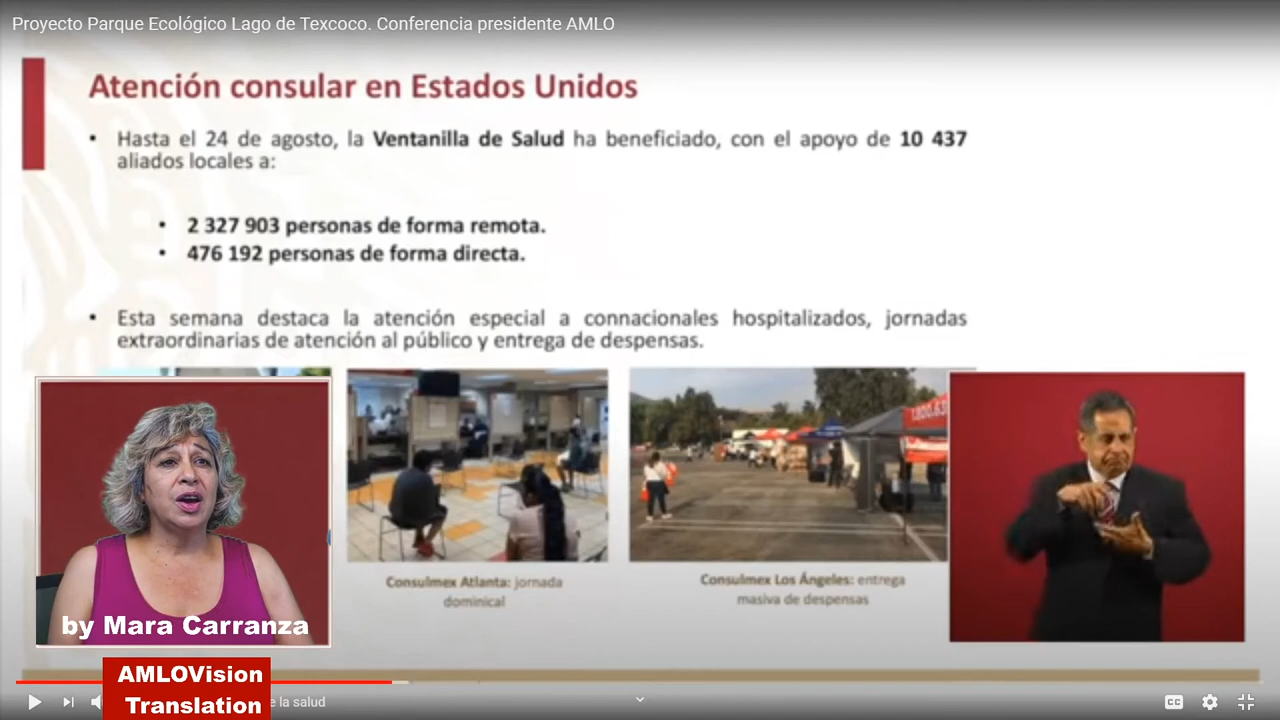 Proyecto Parque Ecológico Lago de Texcoco. Conferencia presidente AMLO
Atención consular en Estados Unidos
• Hasta el 24 de agosto, la Ventanilla de Salud ha beneficiado, con el apoyo de 10 437
aliados locales a:
• 2 327 903 personas de forma remota.
• 476 192 personas de forma directa.
• Esta semana destaca la atención especial a connacionales hospitalizados, jornadas
extraordinarias de atención al público y entrega de despensas.
Consulmex Atlanta: jornada
dominical
Consulmex Los Ángeles: entrega
masiva de despensas
by Mara Carranza
AMLOVision
Translation
la salud
CC